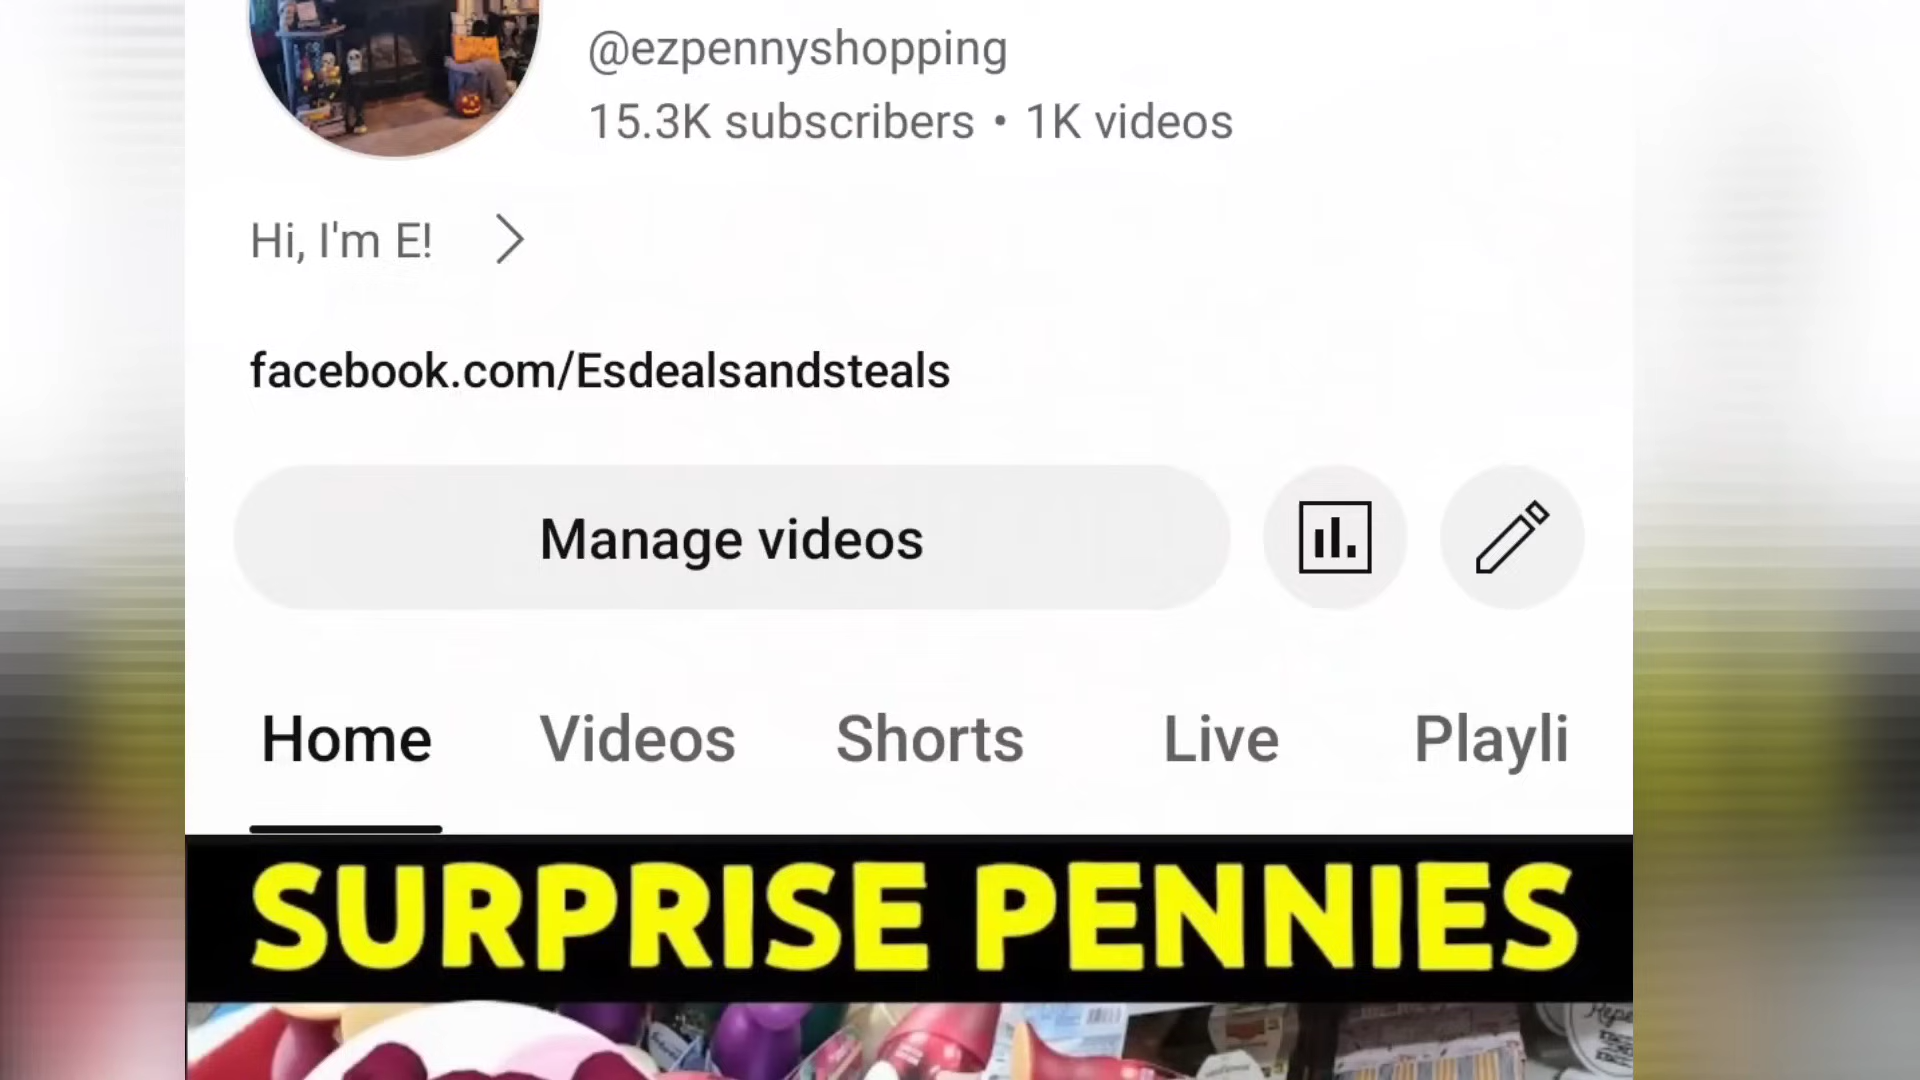 @ezpennyshopping
15.3K subscribers • 1K videos
Hi, I'm E!
facebook.com/Esdealsandsteals
Manage videos
Home Videos Shorts Live Playli
SURPRISE PENNIES